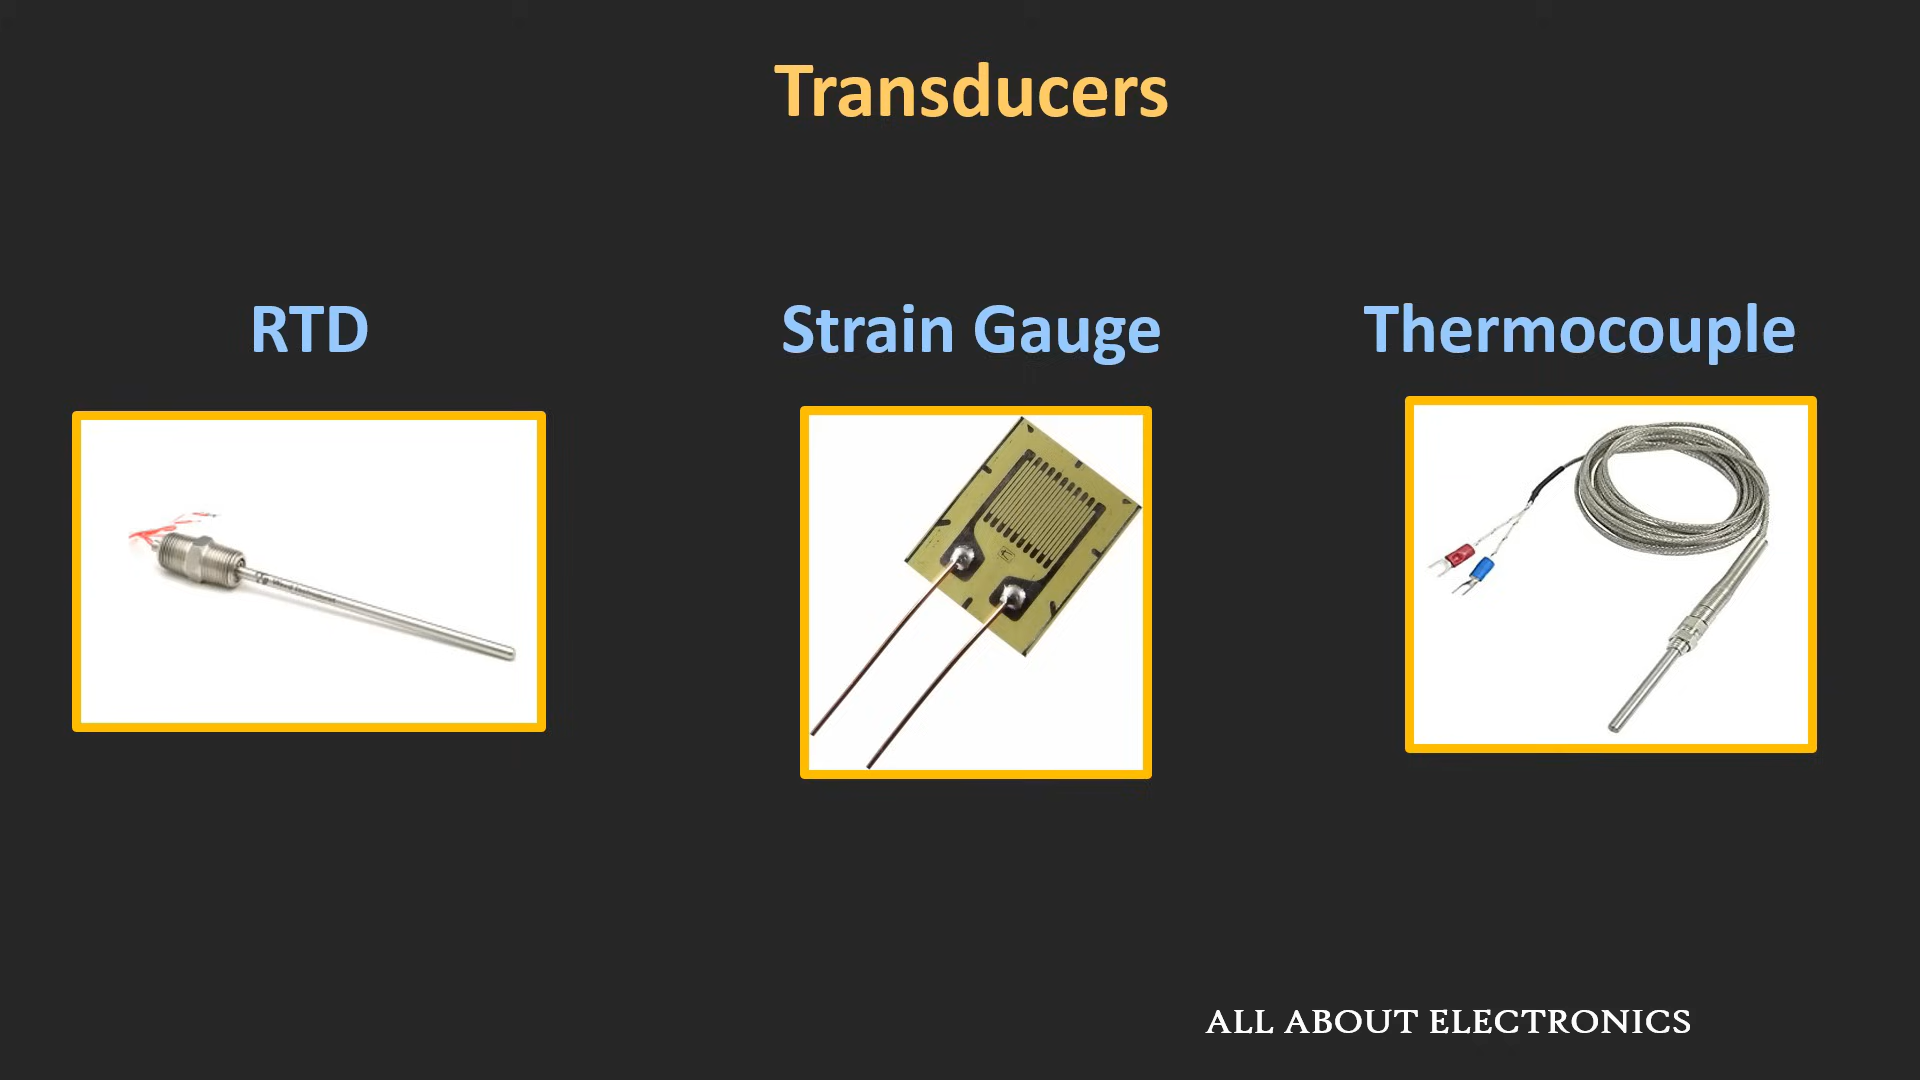 Transducers
RTD
Strain Gauge
Thermocouple
ALL ABOUT ELECTRONICS